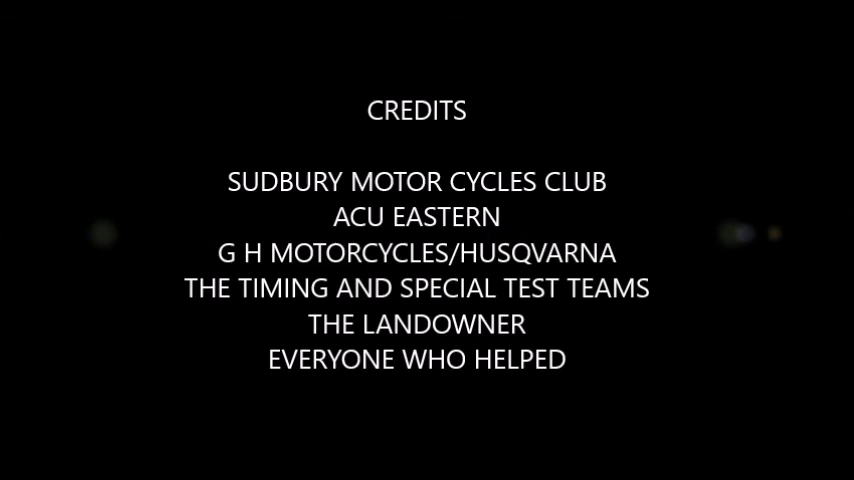 CREDITS
SUDBURY MOTOR CYCLES CLUB
ACU EASTERN
G H MOTORCYCLES/HUSQVARNA
THE TIMING AND SPECIAL TEST TEAMS
THE LANDOWNER
EVERYONE WHO HELPED